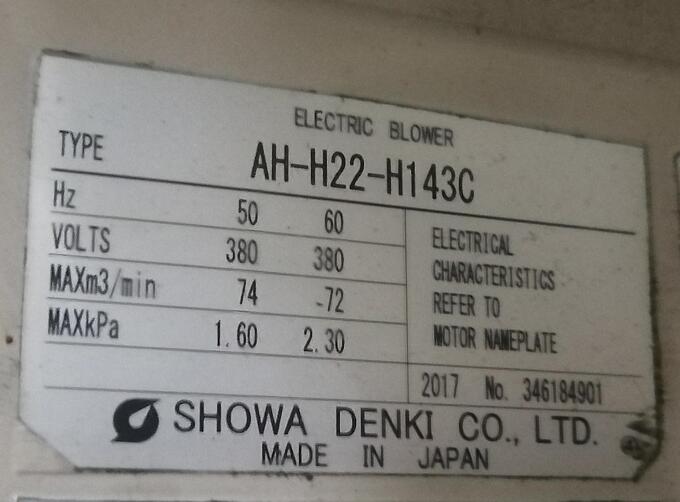 ELECTRIC BLOWER
TYPE AH-H22-H143C
Hz 50 60
VOLTS 380 380
MAXm3/min 74 -72
MAXkPa 1.60 2.30
ELECTRICAL
CHARACTERISTICS
REFER TO
MOTOR NAMEPLATE
2017 No. 346184901
SHOWA DENKI CO., LTD.
MADE IN JAPAN